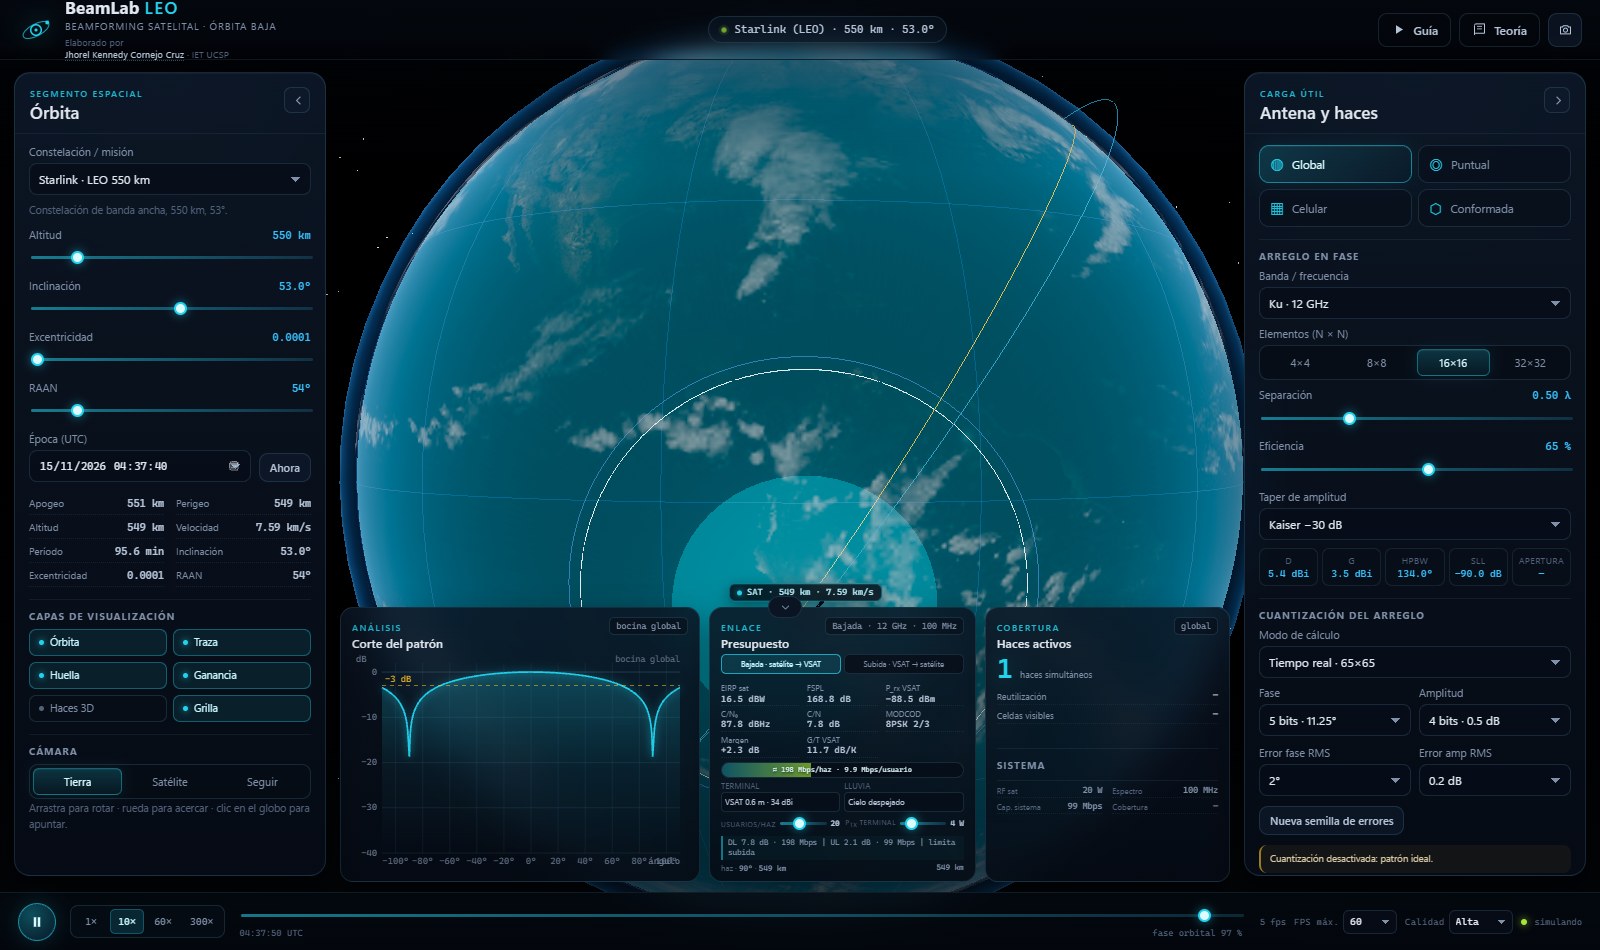 BeamLab LEO
BEAMFORMING SATELITAL · ÓRBITA BAJA
Elaborado por
Jhorel Kennedy Cornejo Cruz · IET UCSP
Starlink (LEO) · 550 km · 53.0°
Guía
Teoría
SEGMENTO ESPACIAL
Órbita
Constelación / misión
Starlink · LEO 550 km
Constelación de banda ancha, 550 km, 53°.
Altitud 550 km
Inclinación 53.0°
Excentricidad 0.0001
RAAN 54°
Época (UTC)
15/11/2026 04:37:40
Ahora
Apogeo 551 km Perigeo 549 km
Altitud 549 km Velocidad 7.59 km/s
Período 95.6 min Inclinación 53.0°
Excentricidad 0.0001 RAAN 54°
CAPAS DE VISUALIZACIÓN
Órbita Traza
Huella Ganancia
Haces 3D Grilla
CÁMARA
Tierra Satélite Seguir
Arrastra para rotar · rueda para acercar · clic en el globo para
apuntar.
SAT · 549 km · 7.59 km/s
ANÁLISIS
Corte del patrón
bocina global
dB
bocina global
0
−3 dB
−10
−20
−30
−40
−100° −80° −60° −40° −20° 0° 20° 40° 60° 80°
ángulo
ENLACE
Presupuesto
Bajada · 12 GHz · 100 MHz
Bajada · satélite → VSAT
Subida · VSAT → satélite
EIRP sat FSPL P_rx VSAT
16.5 dBW 168.8 dB −88.5 dBm
C/N₀ C/N MODCOD
87.8 dBHz 7.8 dB 8PSK 2/3
Margen G/T VSAT
+2.3 dB 11.7 dB/K
≈ 198 Mbps/haz · 9.9 Mbps/usuario
TERMINAL LLUVIA
VSAT 0.6 m · 34 dBi Cielo despejado
USUARIOS/HAZ 20 PTX TERMINAL 4 W
DL 7.8 dB · 198 Mbps | UL 2.1 dB · 99 Mbps | limita
subida
haz · 90° · 549 km 549 km
COBERTURA
Haces activos
global
1 haces simultáneos
Reutilización —
Celdas visibles —
SISTEMA
RF sat 20 W Espectro 100 MHz
Cap. sistema 99 Mbps Cobertura —
CARGA ÚTIL
Antena y haces
Global Puntual
Celular Conformada
ARREGLO EN FASE
Banda / frecuencia
Ku · 12 GHz
Elementos (N × N)
4×4 8×8 16×16 32×32
Separación 0.50 λ
Eficiencia 65 %
Taper de amplitud
Kaiser −30 dB
D G HPBW SLL APERTURA
5.4 dBi 3.5 dBi 134.0° −90.0 dB —
CUANTIZACIÓN DEL ARREGLO
Modo de cálculo
Tiempo real · 65×65
Fase Amplitud
5 bits · 11.25° 4 bits · 0.5 dB
Error fase RMS Error amp RMS
2° 0.2 dB
Nueva semilla de errores
Cuantización desactivada: patrón ideal.
1× 10× 60× 300×
04:37:50 UTC
fase orbital 97 %
5 fps FPS máx. 60 Calidad Alta simulando